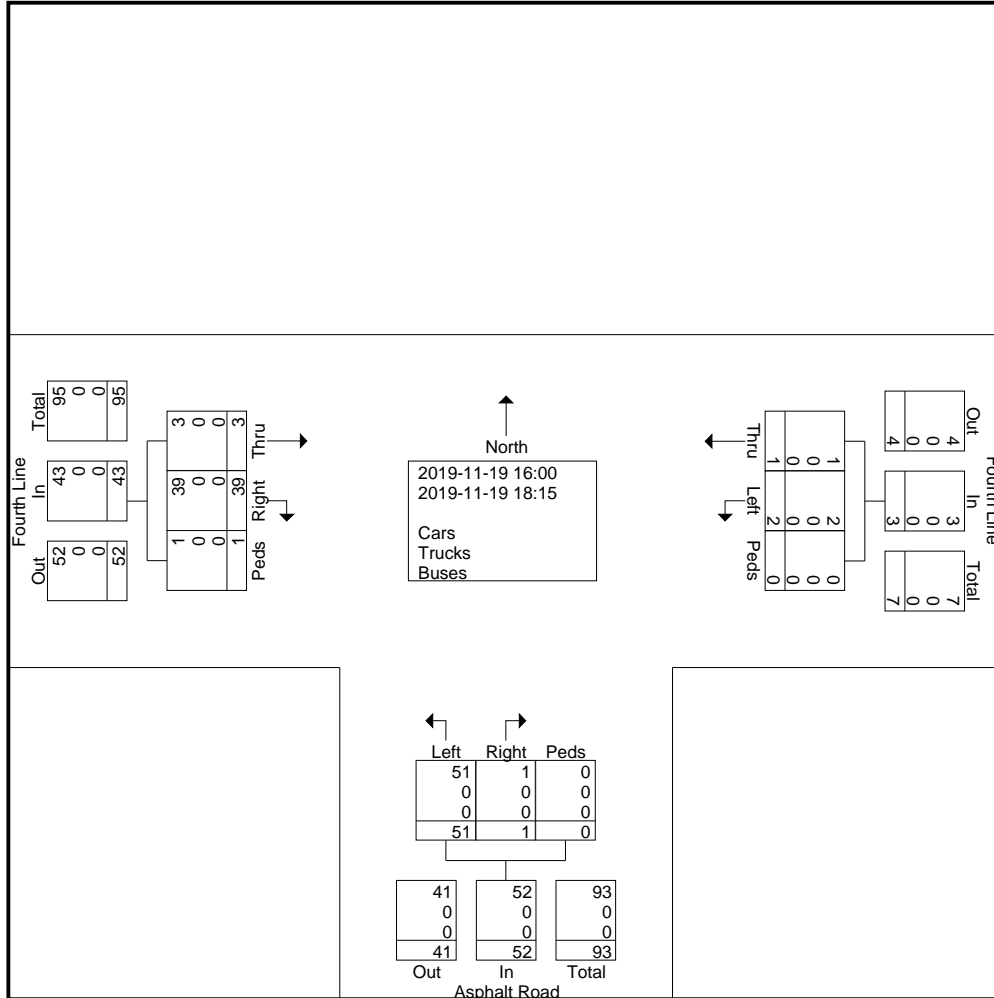 North
2019-11-19 16:00
2019-11-19 18:15
Cars
Trucks
Buses
Fourth Line
Total
95
0
0
95
In
43
0
0
43
Out
52
0
0
52
Thru
3
0
0
3
Right
39
0
0
39
Peds
1
0
0
1
Thru
1
0
0
1
Left
2
0
0
2
Peds
0
0
0
0
Fourth Line
Out
4
0
0
4
In
3
0
0
3
Total
7
0
0
7
Left Right Peds
51 1 0
0 0 0
0 0 0
51 1 0
41 52 93
0 0 0
0 0 0
41 52 93
Out In Total
Asphalt Road